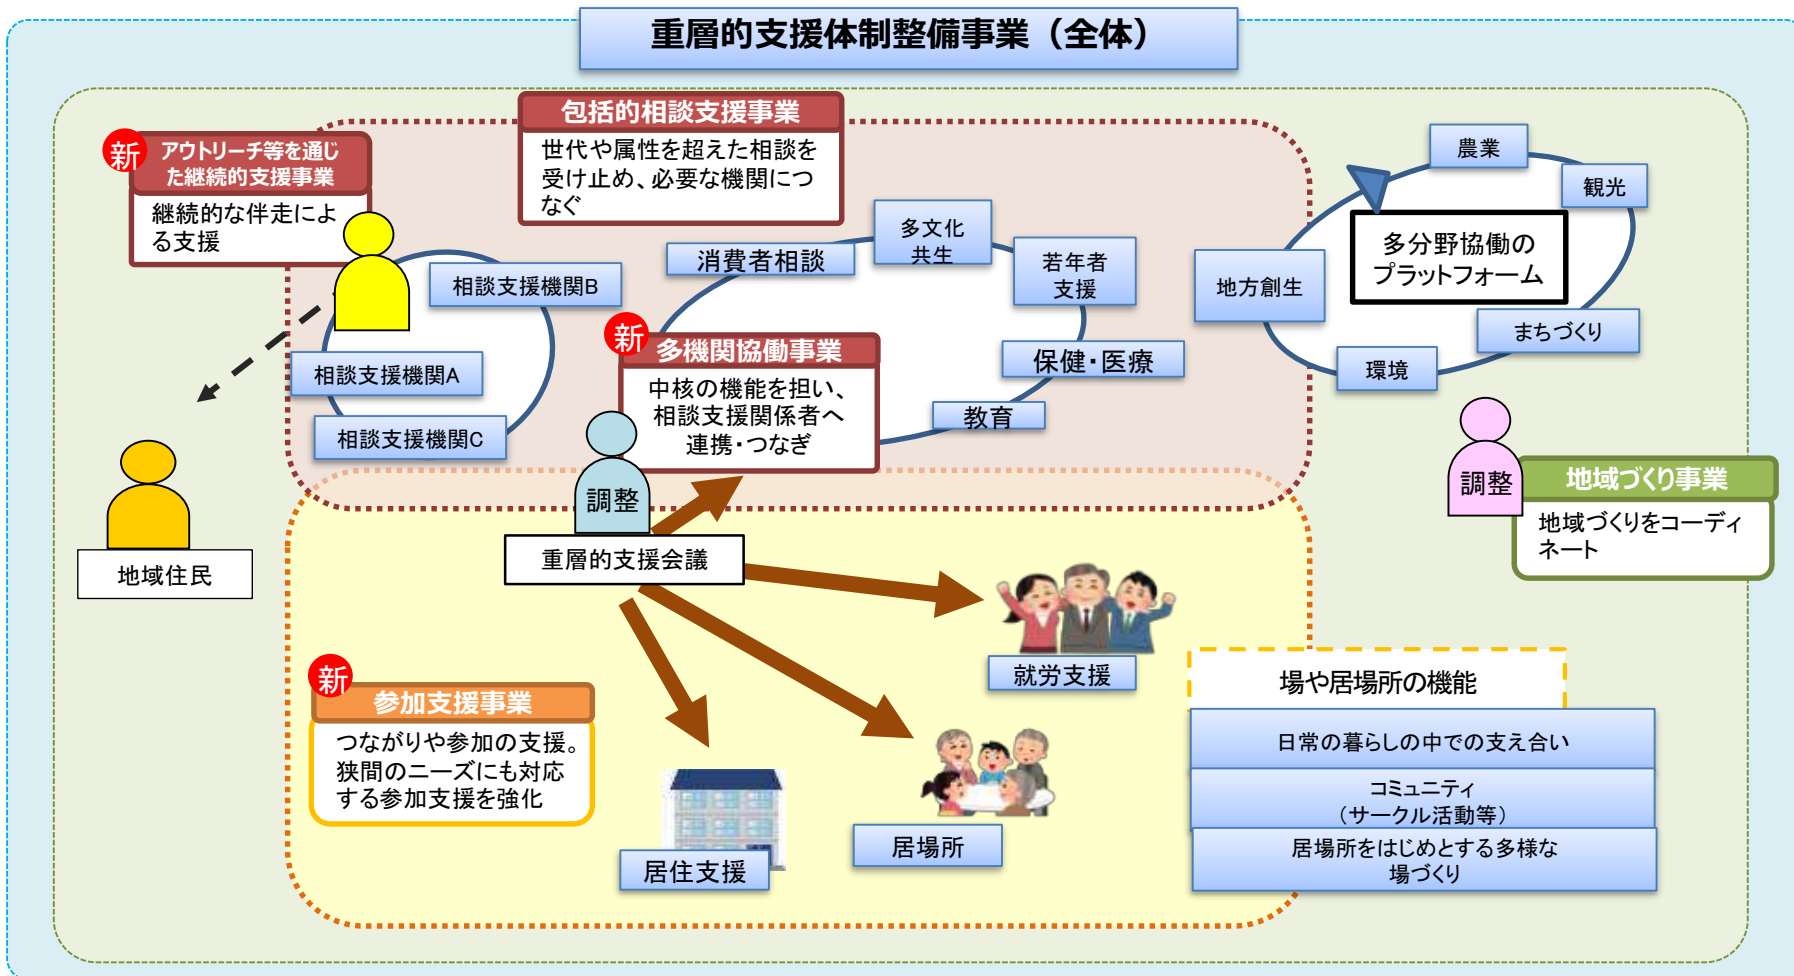 重層的支援体制整備事業（全体）
包括的相談支援事業
世代や属性を超えた相談を
受け止め、必要な機関につ
なぐ
新
アウトリーチ等を通じ
た継続的支援事業
継続的な伴走によ
る支援
相談支援機関B
相談支援機関A
相談支援機関C
消費者相談
多文化
共生
若年者
支援
保健・医療
教育
新
多機関協働事業
中核の機能を担い、
相談支援関係者へ
連携・つなぎ
農業
観光
多分野協働の
プラットフォーム
地方創生
まちづくり
環境
調整
地域づくり事業
地域づくりをコーディ
ネート
地域住民
調整
重層的支援会議
就労支援
新
参加支援事業
つながりや参加の支援。
狭間のニーズにも対応
する参加支援を強化
居住支援
居場所
場や居場所の機能
日常の暮らしの中での支え合い
コミュニティ
（サークル活動等）
居場所をはじめとする多様な
場づくり